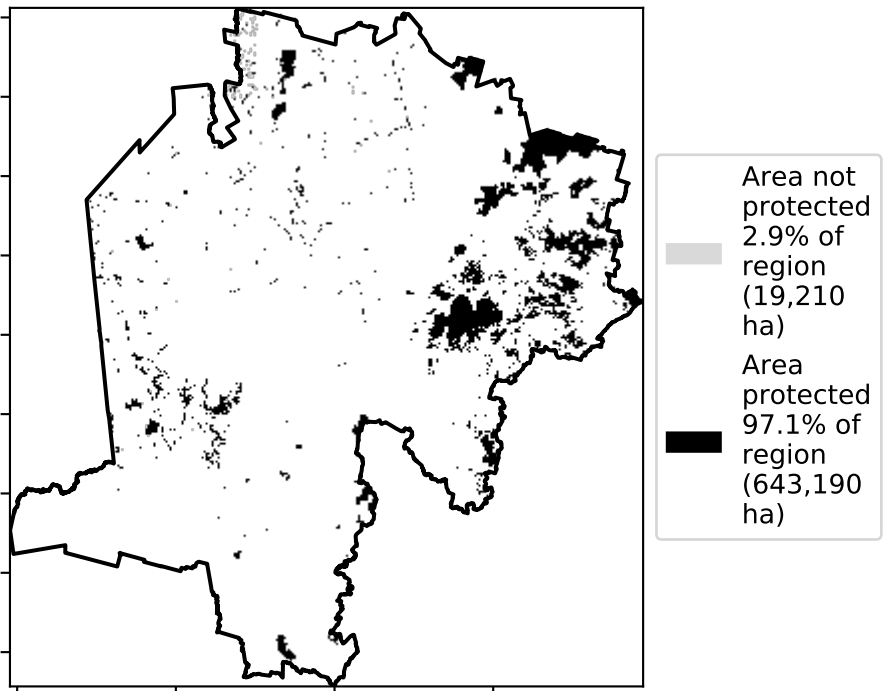 Area not
protected
2.9% of
region
(19,210
ha)
Area
protected
97.1% of
region
(643,190
ha)